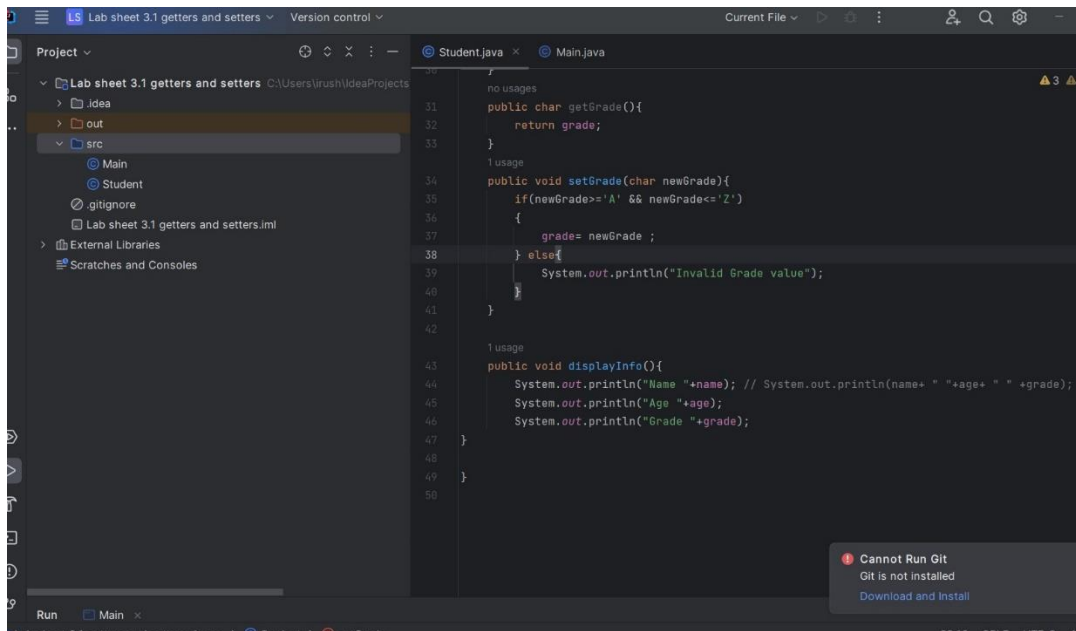 LS Lab sheet 3.1 getters and setters Version control Current File
Project
Student.java Main.java
Lab sheet 3.1 getters and setters C:\Users\irush\IdeaProjects
.idea
out
src
Main
Student
.gitignore
Lab sheet 3.1 getters and setters.iml
External Libraries
Scratches and Consoles
3
30 }
no usages
31 public char getGrade(){
32 return grade;
33 }
1 usage
34 public void setGrade(char newGrade){
35 if(newGrade>='A' && newGrade<='Z')
36 {
37 grade= newGrade ;
38 } else{
39 System.out.println("Invalid Grade value");
40 }
41 }
42
1 usage
43 public void displayInfo(){
44 System.out.println("Name "+name); // System.out.println(name+ " "+age+ " " +grade);
45 System.out.println("Age "+age);
46 System.out.println("Grade "+grade);
47 }
48
49 }
50
Cannot Run Git
Git is not installed
Download and Install
Run Main